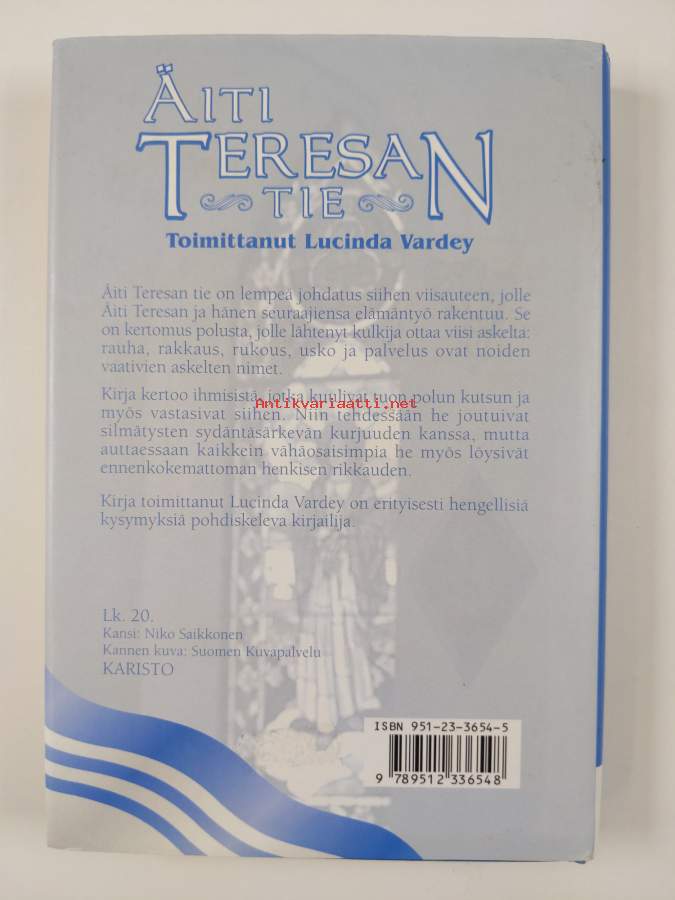 ÄITI
TERESAN
TIE
Toimittanut Lucinda Vardey
Äiti Teresan tie on lempeä johdatus siihen viisauteen, jolle
Äiti Teresan ja hänen seuraajiensa elämäntyö rakentuu. Se
on kertomus polusta, jolle lähtenyt kulkija ottaa viisi askelta:
rauha, rakkaus, rukous, usko ja palvelus ovat noiden
vaativien askelten nimet.
Kirja kertoo ihmisistä, jotka kuulivat tuon polun kutsun ja
Antikvariaatti.net
myös vastasivat siihen. Niin tehdessään he joutuivat
silmätysten sydäntäsärkevän kurjuuden kanssa, mutta
auttaessaan kaikkein vähäosaisimpia he myös löysivät
ennenkokemattoman henkisen rikkauden.
Kirja toimittanut Lucinda Vardey on erityisesti hengellisiä
kysymyksiä pohdiskeleva kirjailija.
Lk. 20.
Kansi: Niko Saikkonen
Kannen kuva: Suomen Kuvapalvelu
KARISTO
ISBN 951-23-3654-5
9 789512 336548